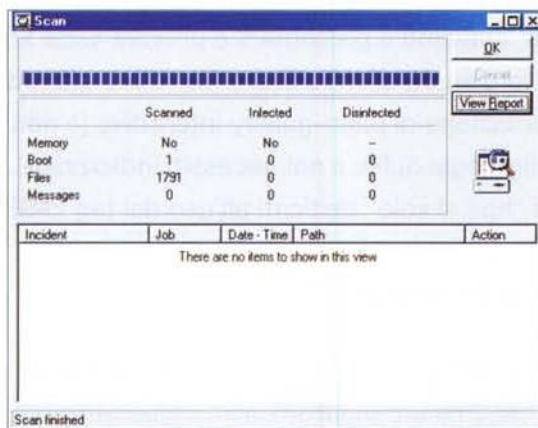 Scan
OK
Cancel
View Report
Scanned Infected Disinfected
Memory No No --
Boot 1 0 0
Files 1791 0 0
Messages 0 0 0
Incident Job Date - Time Path Action
There are no items to show in this view
Scan finished